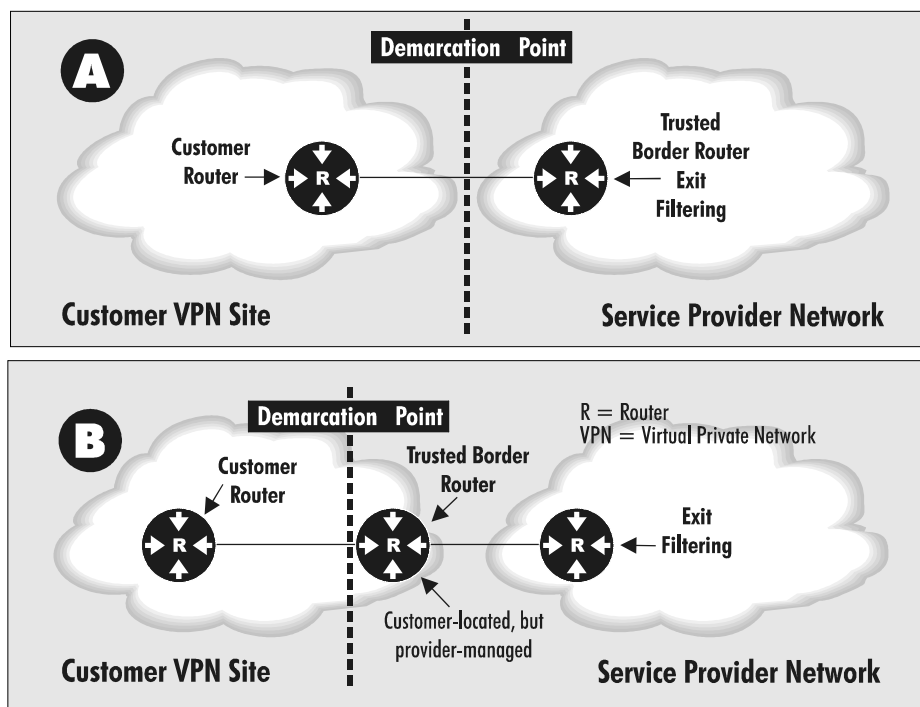 A
Demarcation Point
Customer
Router
R
R
Trusted
Border Router
Exit
Filtering
Customer VPN Site
Service Provider Network
B
Demarcation Point
R = Router
VPN = Virtual Private Network
Customer
Router
Trusted Border
Router
Exit
Filtering
R
R
R
Customer-located, but
provider-managed
Customer VPN Site
Service Provider Network